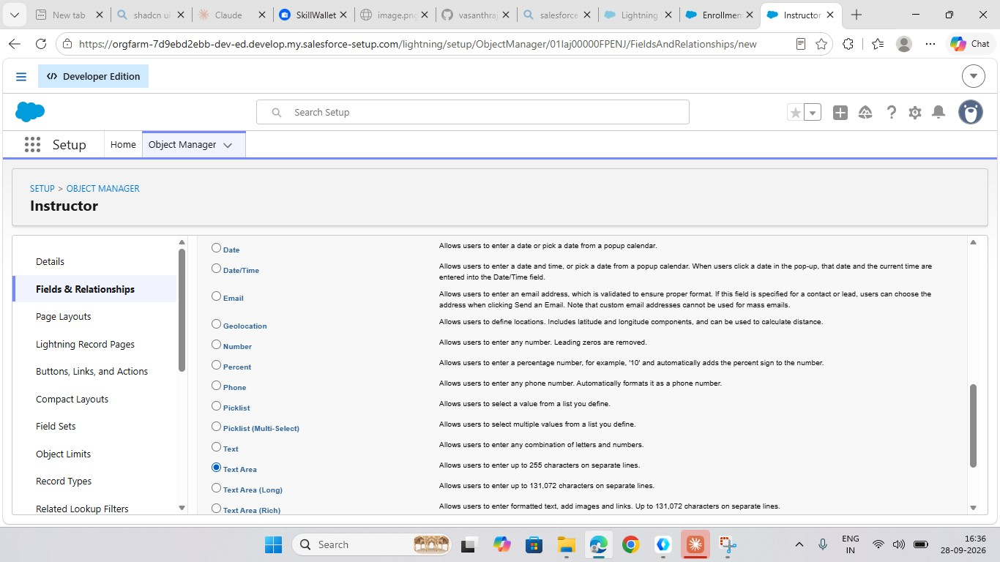 New tab
shadcn ui
Claude
SkillWallet
image.png
vasanthraj
salesforce
Lightning
Enrollmen
Instructor
https://orgfarm-7d9ebd2ebb-dev-ed.develop.my.salesforce-setup.com/lightning/setup/ObjectManager/01Iaj00000FPENJ/FieldsAndRelationships/new
Chat
</> Developer Edition
Search Setup
Setup
Home
Object Manager
SETUP > OBJECT MANAGER
Instructor
Details
Fields & Relationships
Page Layouts
Lightning Record Pages
Buttons, Links, and Actions
Compact Layouts
Field Sets
Object Limits
Record Types
Related Lookup Filters
Date Allows users to enter a date or pick a date from a popup calendar.
Date/Time Allows users to enter a date and time, or pick a date from a popup calendar. When users click a date in the pop-up, that date and the current time are
entered into the Date/Time field.
Email Allows users to enter an email address, which is validated to ensure proper format. If this field is specified for a contact or lead, users can choose the
address when clicking Send an Email. Note that custom email addresses cannot be used for mass emails.
Geolocation Allows users to define locations. Includes latitude and longitude components, and can be used to calculate distance.
Number Allows users to enter any number. Leading zeros are removed.
Percent Allows users to enter a percentage number, for example, '10' and automatically adds the percent sign to the number.
Phone Allows users to enter any phone number. Automatically formats it as a phone number.
Picklist Allows users to select a value from a list you define.
Picklist (Multi-Select) Allows users to select multiple values from a list you define.
Text Allows users to enter any combination of letters and numbers.
Text Area Allows users to enter up to 255 characters on separate lines.
Text Area (Long) Allows users to enter up to 131,072 characters on separate lines.
Text Area (Rich) Allows users to enter formatted text, add images and links. Up to 131,072 characters on separate lines.
Search
ENG
IN
16:36
28-09-2026